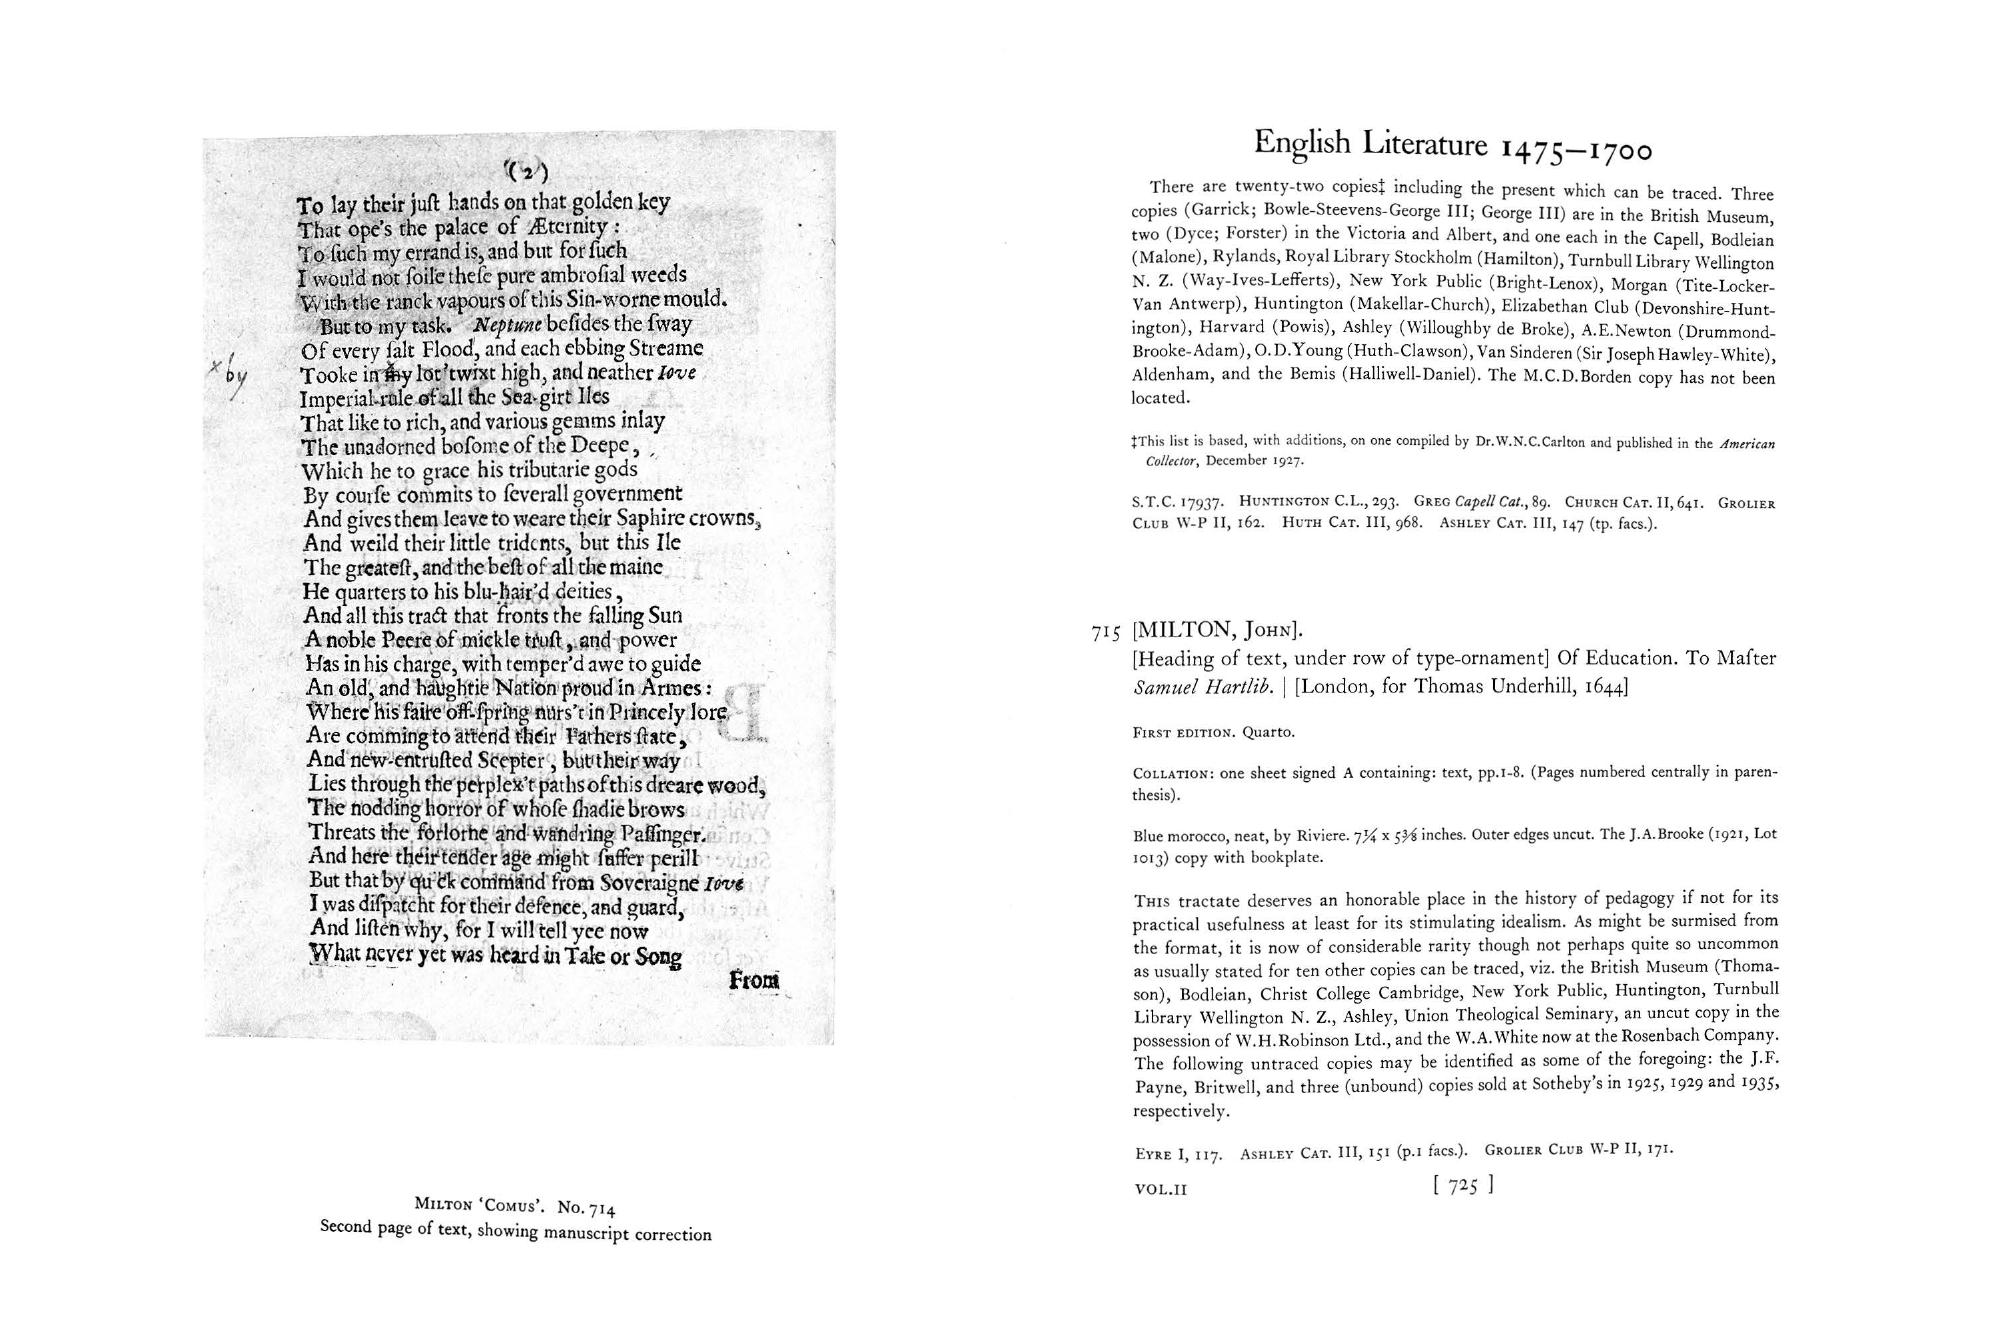 (2)
To lay their juſt hands on that golden key
That ope's the palace of Æternity :
To ſuch my errand is, and but for ſuch
I would not ſoile theſe pure ambroſial weeds
With the ranck vapours of this Sin-worne mould.
But to my task. Neptune beſides the ſway
Of every ſalt Flood, and each ebbing Streame
x by
Tooke in my lot 'twixt high, and neather Iove
Imperial rule of all the Sea-girt Iles
That like to rich, and various gemms inlay
The unadorned boſome of the Deepe,
Which he to grace his tributarie gods
By courſe commits to ſeverall government
And gives them leave to weare their Saphire crowns,
And weild their little tridents, but this Ile
The greateſt, and the beſt of all the maine
He quarters to his blu-hair'd deities,
And all this tract that fronts the falling Sun
A noble Peere of mickle truſt, and power
Has in his charge, with temper'd awe to guide
An old, and haughtie Nation proud in Armes :
Where his faire off-ſpring nurs't in Princely lore,
Are comming to attend their Fathers ſtate,
And new-entruſted Scepter, but their way
Lies through the perplex't paths of this dreare wood,
The nodding horror of whoſe ſhadie brows
Threats the forlorne and wandring Paſſinger.
And here their tender age might ſuffer perill
But that by quick command from Soveraigne Iove
I was diſpatcht for their defence, and guard,
And liſten why, for I will tell yee now
What never yet was heard in Tale or Song
From
MILTON ‘COMUS’. NO. 714
Second page of text, showing manuscript correction
English Literature 1475—1700
There are twenty-two copies‡ including the present which can be traced. Three
copies (Garrick; Bowle-Steevens-George III; George III) are in the British Museum,
two (Dyce; Forster) in the Victoria and Albert, and one each in the Capell, Bodleian
(Malone), Rylands, Royal Library Stockholm (Hamilton), Turnbull Library Wellington
N. Z. (Way-Ives-Lefferts), New York Public (Bright-Lenox), Morgan (Tite-Locker-
Van Antwerp), Huntington (Makellar-Church), Elizabethan Club (Devonshire-Hunt-
ington), Harvard (Powis), Ashley (Willoughby de Broke), A.E.Newton (Drummond-
Brooke-Adam), O.D.Young (Huth-Clawson), Van Sinderen (Sir Joseph Hawley-White),
Aldenham, and the Bemis (Halliwell-Daniel). The M.C.D.Borden copy has not been
located.
‡This list is based, with additions, on one compiled by Dr.W.N.C.Carlton and published in the American
Collector, December 1927.
S.T.C. 17937. HUNTINGTON C.L., 293. GREG Capell Cat., 89. CHURCH CAT. II, 641. GROLIER
CLUB W-P II, 162. HUTH CAT. III, 968. ASHLEY CAT. III, 147 (tp. facs.).
715 [MILTON, JOHN].
[Heading of text, under row of type-ornament] Of Education. To Maſter
Samuel Hartlib. | [London, for Thomas Underhill, 1644]
FIRST EDITION. Quarto.
COLLATION: one sheet signed A containing: text, pp.1-8. (Pages numbered centrally in paren-
thesis).
Blue morocco, neat, by Riviere. 7¼ x 5⅜ inches. Outer edges uncut. The J.A.Brooke (1921, Lot
1013) copy with bookplate.
THIS tractate deserves an honorable place in the history of pedagogy if not for its
practical usefulness at least for its stimulating idealism. As might be surmised from
the format, it is now of considerable rarity though not perhaps quite so uncommon
as usually stated for ten other copies can be traced, viz. the British Museum (Thoma-
son), Bodleian, Christ College Cambridge, New York Public, Huntington, Turnbull
Library Wellington N. Z., Ashley, Union Theological Seminary, an uncut copy in the
possession of W.H.Robinson Ltd., and the W.A.White now at the Rosenbach Company.
The following untraced copies may be identified as some of the foregoing: the J.F.
Payne, Britwell, and three (unbound) copies sold at Sotheby's in 1925, 1929 and 1935,
respectively.
EYRE I, 117. ASHLEY CAT. III, 151 (p.1 facs.). GROLIER CLUB W-P II, 171.
VOL.II
[ 725 ]